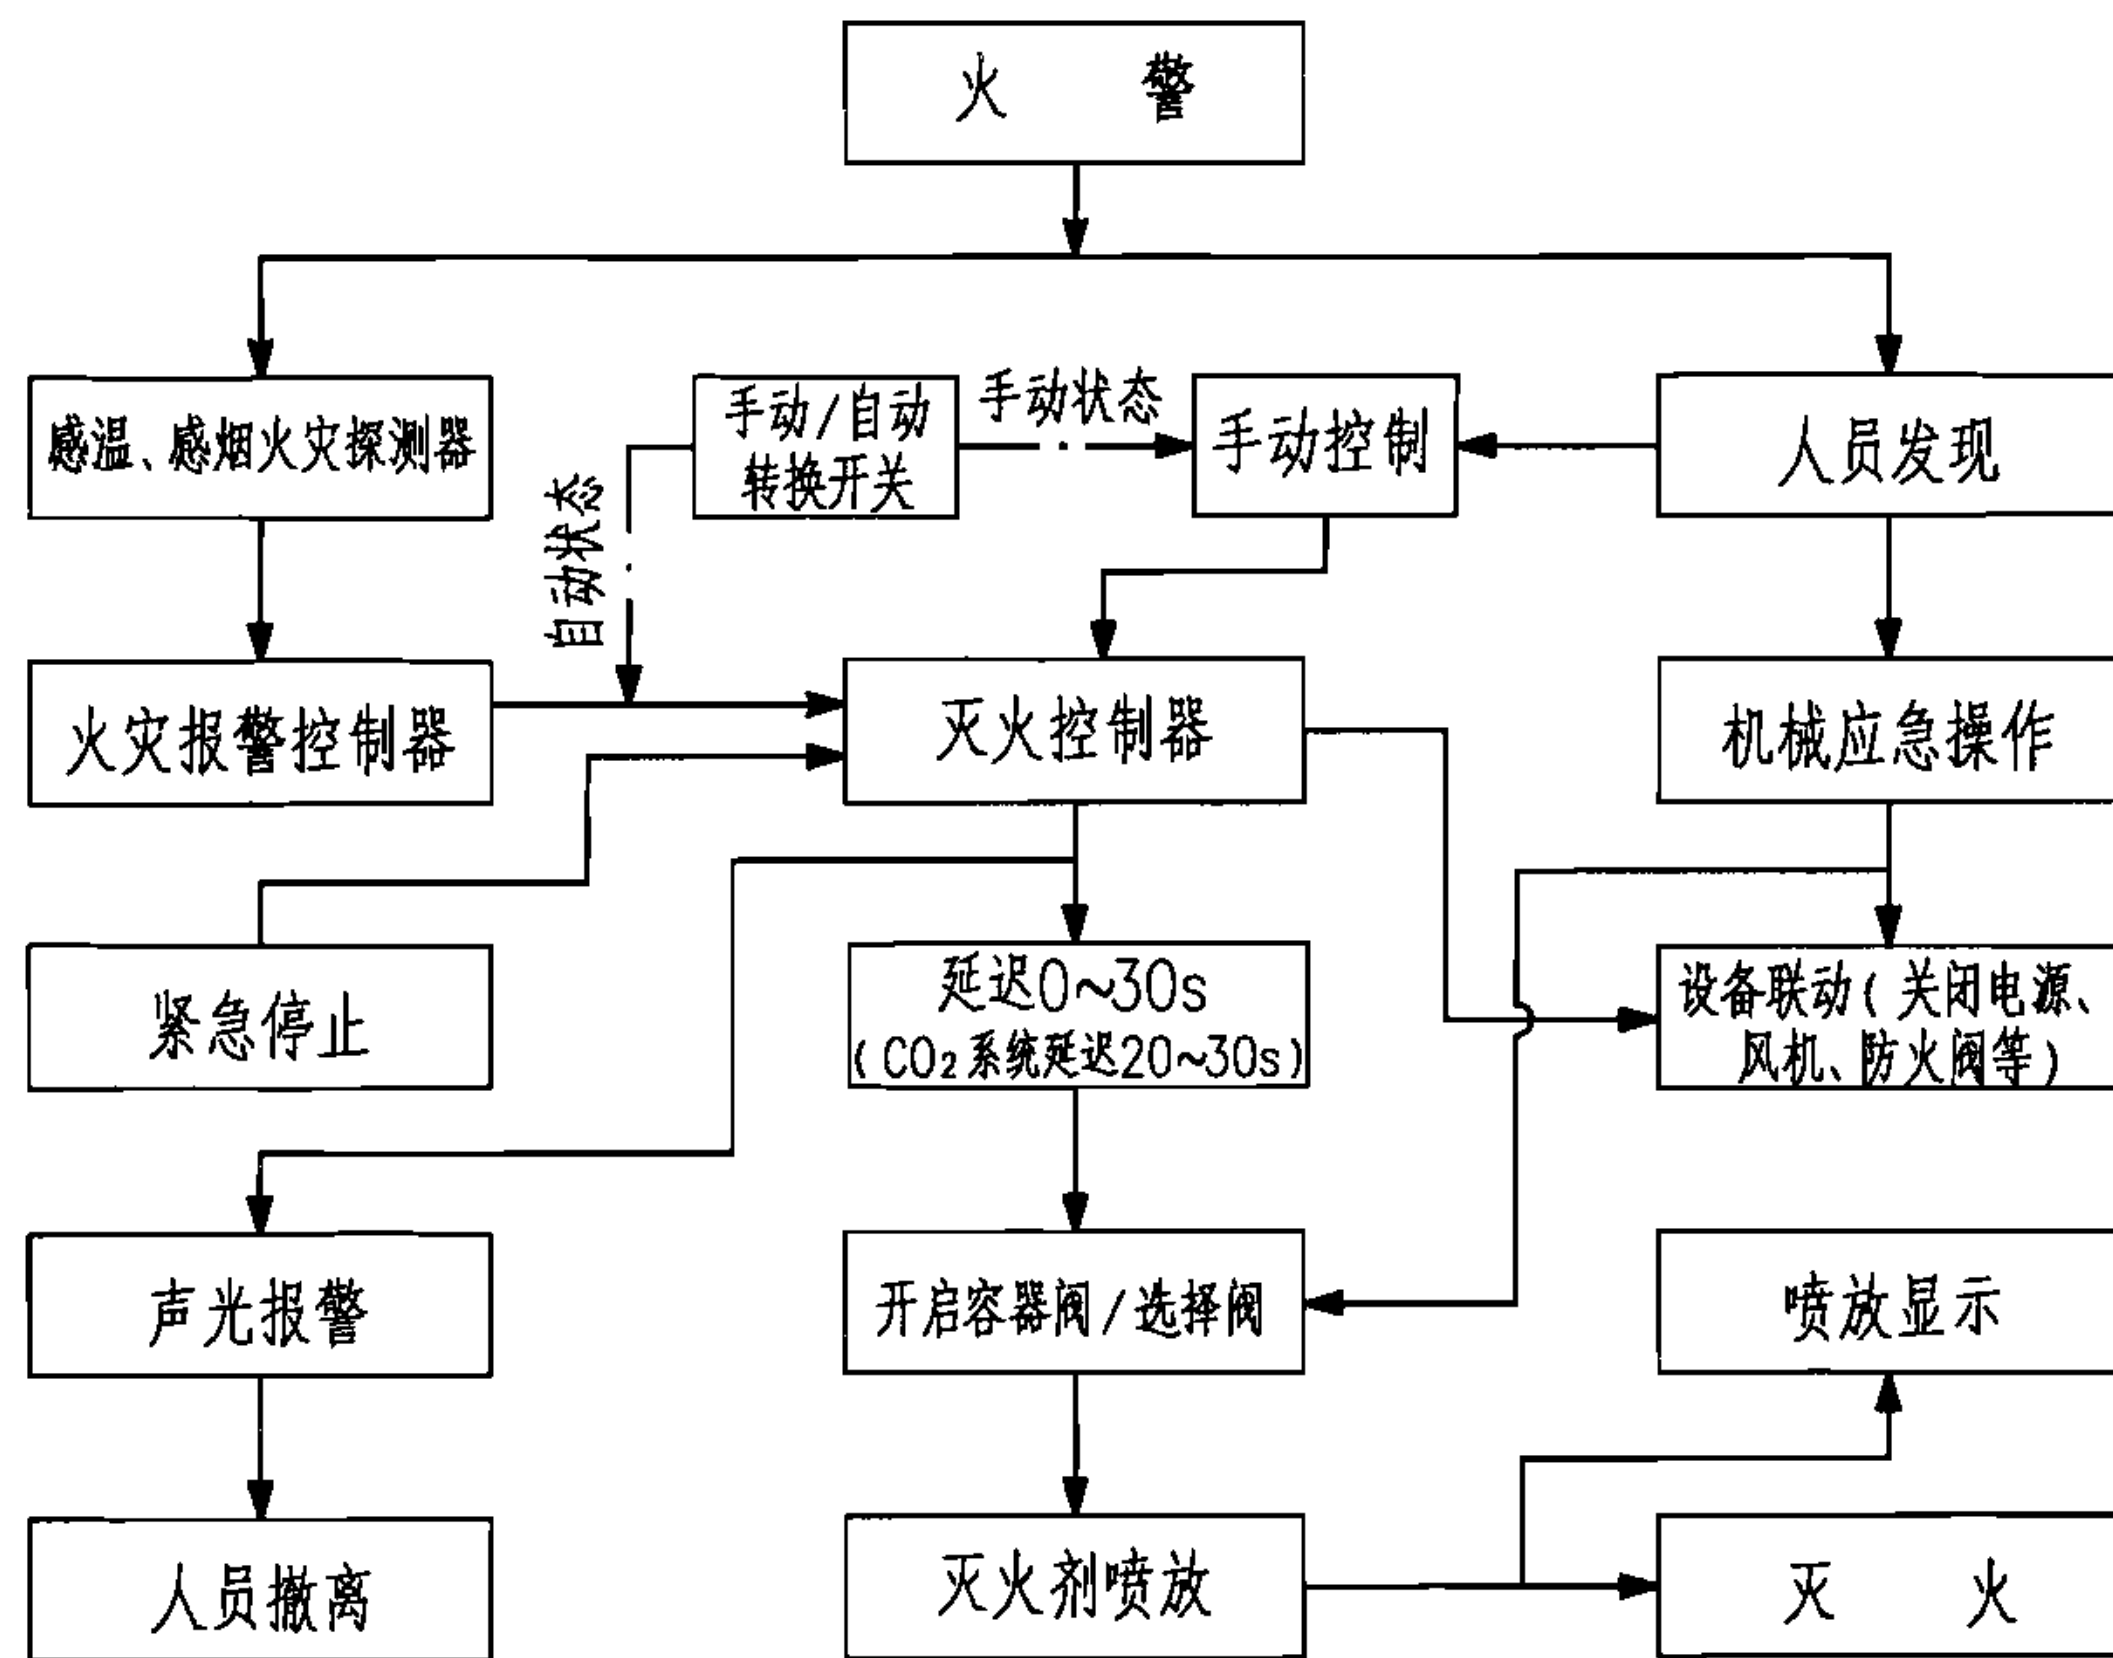 火 警
感温、感烟火灾探测器
手动/自动
转换开关
手动状态
手动控制
人员发现
自动状态
火灾报警控制器
灭火控制器
机械应急操作
紧急停止
延迟0~30s
(CO₂系统延迟20~30s)
设备联动(关闭电源、
风机、防火阀等)
声光报警
开启容器阀/选择阀
喷放显示
人员撤离
灭火剂喷放
灭 火